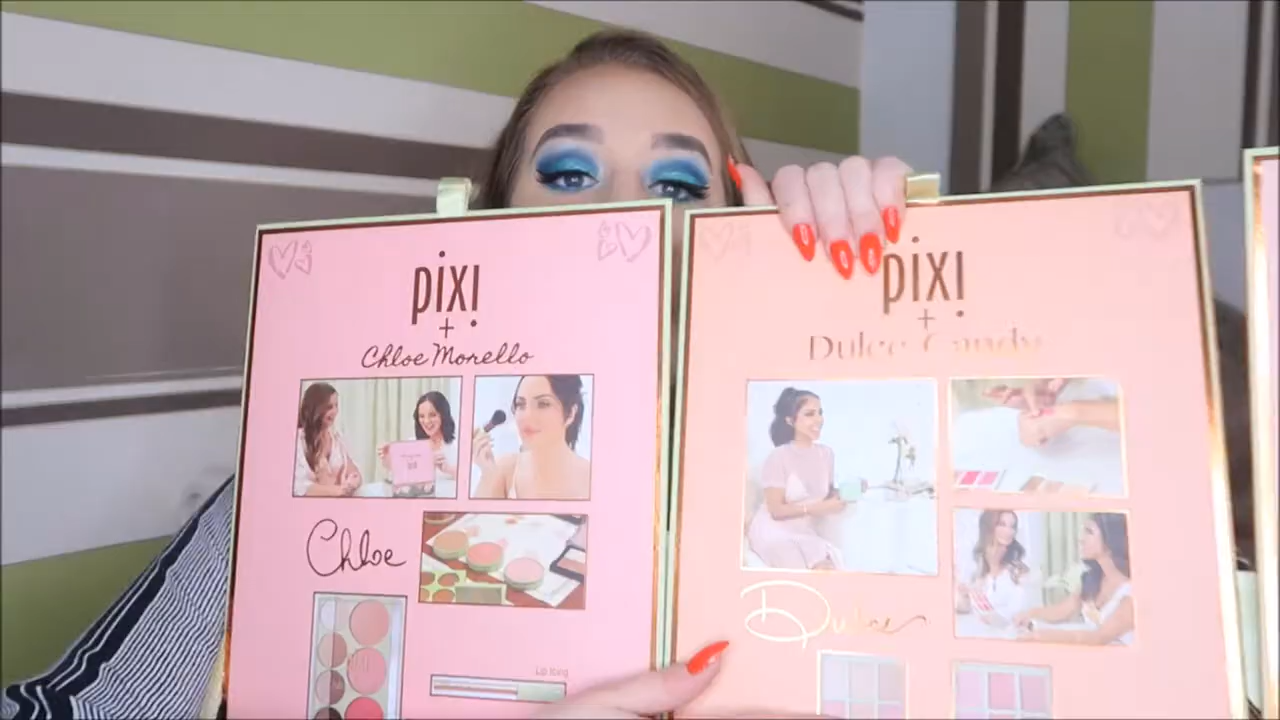 pixi
+
Chloe Morello
Chloe
Lip Icing
pixi
+
Dulce Candy
Dulce